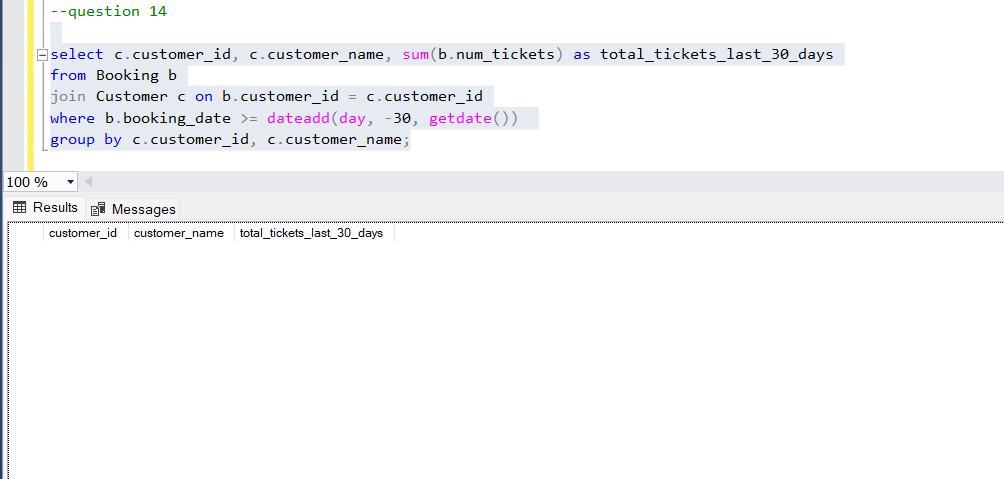 --question 14
select c.customer_id, c.customer_name, sum(b.num_tickets) as total_tickets_last_30_days
from Booking b
join Customer c on b.customer_id = c.customer_id
where b.booking_date >= dateadd(day, -30, getdate())
group by c.customer_id, c.customer_name;
100 %
Results Messages
customer_id customer_name total_tickets_last_30_days